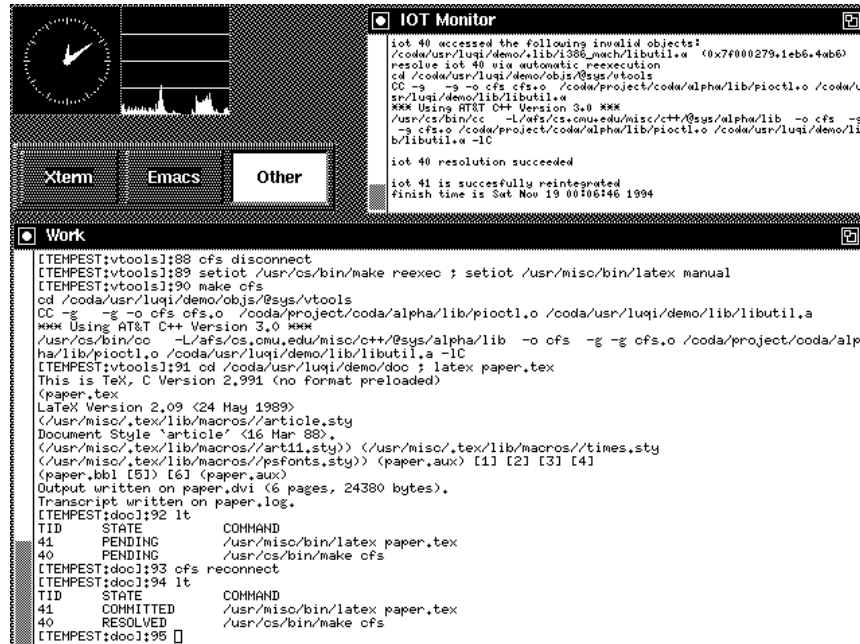 IOT Monitor
iot 40 accessed the following invalid objects:
/coda/usr/luqi/demo/.lib/i386_mach/libutil.a (0x7f000279.1eb6.4ab6)
resolve iot 40 via automatic reexecution
cd /coda/usr/luqi/demo/objs/@sys/vtools
CC -g   -g -o cfs cfs.o  /coda/project/coda/alpha/lib/pioctl.o /coda/u
sr/luqi/demo/lib/libutil.a
*** Using AT&T C++ Version 3.0 ***
/usr/cs/bin/cc   -L/afs/cs.cmu.edu/misc/c++/@sys/alpha/lib  -o cfs  -g
 -g cfs.o /coda/project/coda/alpha/lib/pioctl.o /coda/usr/luqi/demo/li
b/libutil.a -lC
iot 40 resolution succeeded
iot 41 is succesfully reintegrated
finish time is Sat Nov 19 00:06:46 1994
Xterm Emacs Other
Work
[TEMPEST:vtools]:88 cfs disconnect
[TEMPEST:vtools]:89 setiot /usr/cs/bin/make reexec ; setiot /usr/misc/bin/latex manual
[TEMPEST:vtools]:90 make cfs
cd /coda/usr/luqi/demo/objs/@sys/vtools
CC -g   -g -o cfs cfs.o  /coda/project/coda/alpha/lib/pioctl.o /coda/usr/luqi/demo/lib/libutil.a
*** Using AT&T C++ Version 3.0 ***
/usr/cs/bin/cc   -L/afs/cs.cmu.edu/misc/c++/@sys/alpha/lib  -o cfs  -g -g cfs.o /coda/project/coda/alp
ha/lib/pioctl.o /coda/usr/luqi/demo/lib/libutil.a -lC
[TEMPEST:vtools]:91 cd /coda/usr/luqi/demo/doc ; latex paper.tex
This is TeX, C Version 2.991 (no format preloaded)
(paper.tex
LaTeX Version 2.09 <24 May 1989>
(/usr/misc/.tex/lib/macros//article.sty
Document Style `article' <16 Mar 88>.
(/usr/misc/.tex/lib/macros//art11.sty)) (/usr/misc/.tex/lib/macros//times.sty
(/usr/misc/.tex/lib/macros//psfonts.sty)) (paper.aux) [1] [2] [3] [4]
(paper.bbl [5]) [6] (paper.aux)
Output written on paper.dvi (6 pages, 24380 bytes).
Transcript written on paper.log.
[TEMPEST:doc]:92 lt
TID     STATE          COMMAND
41      PENDING        /usr/misc/bin/latex paper.tex
40      PENDING        /usr/cs/bin/make cfs
[TEMPEST:doc]:93 cfs reconnect
[TEMPEST:doc]:94 lt
TID     STATE          COMMAND
41      COMMITTED      /usr/misc/bin/latex paper.tex
40      RESOLVED       /usr/cs/bin/make cfs
[TEMPEST:doc]:95